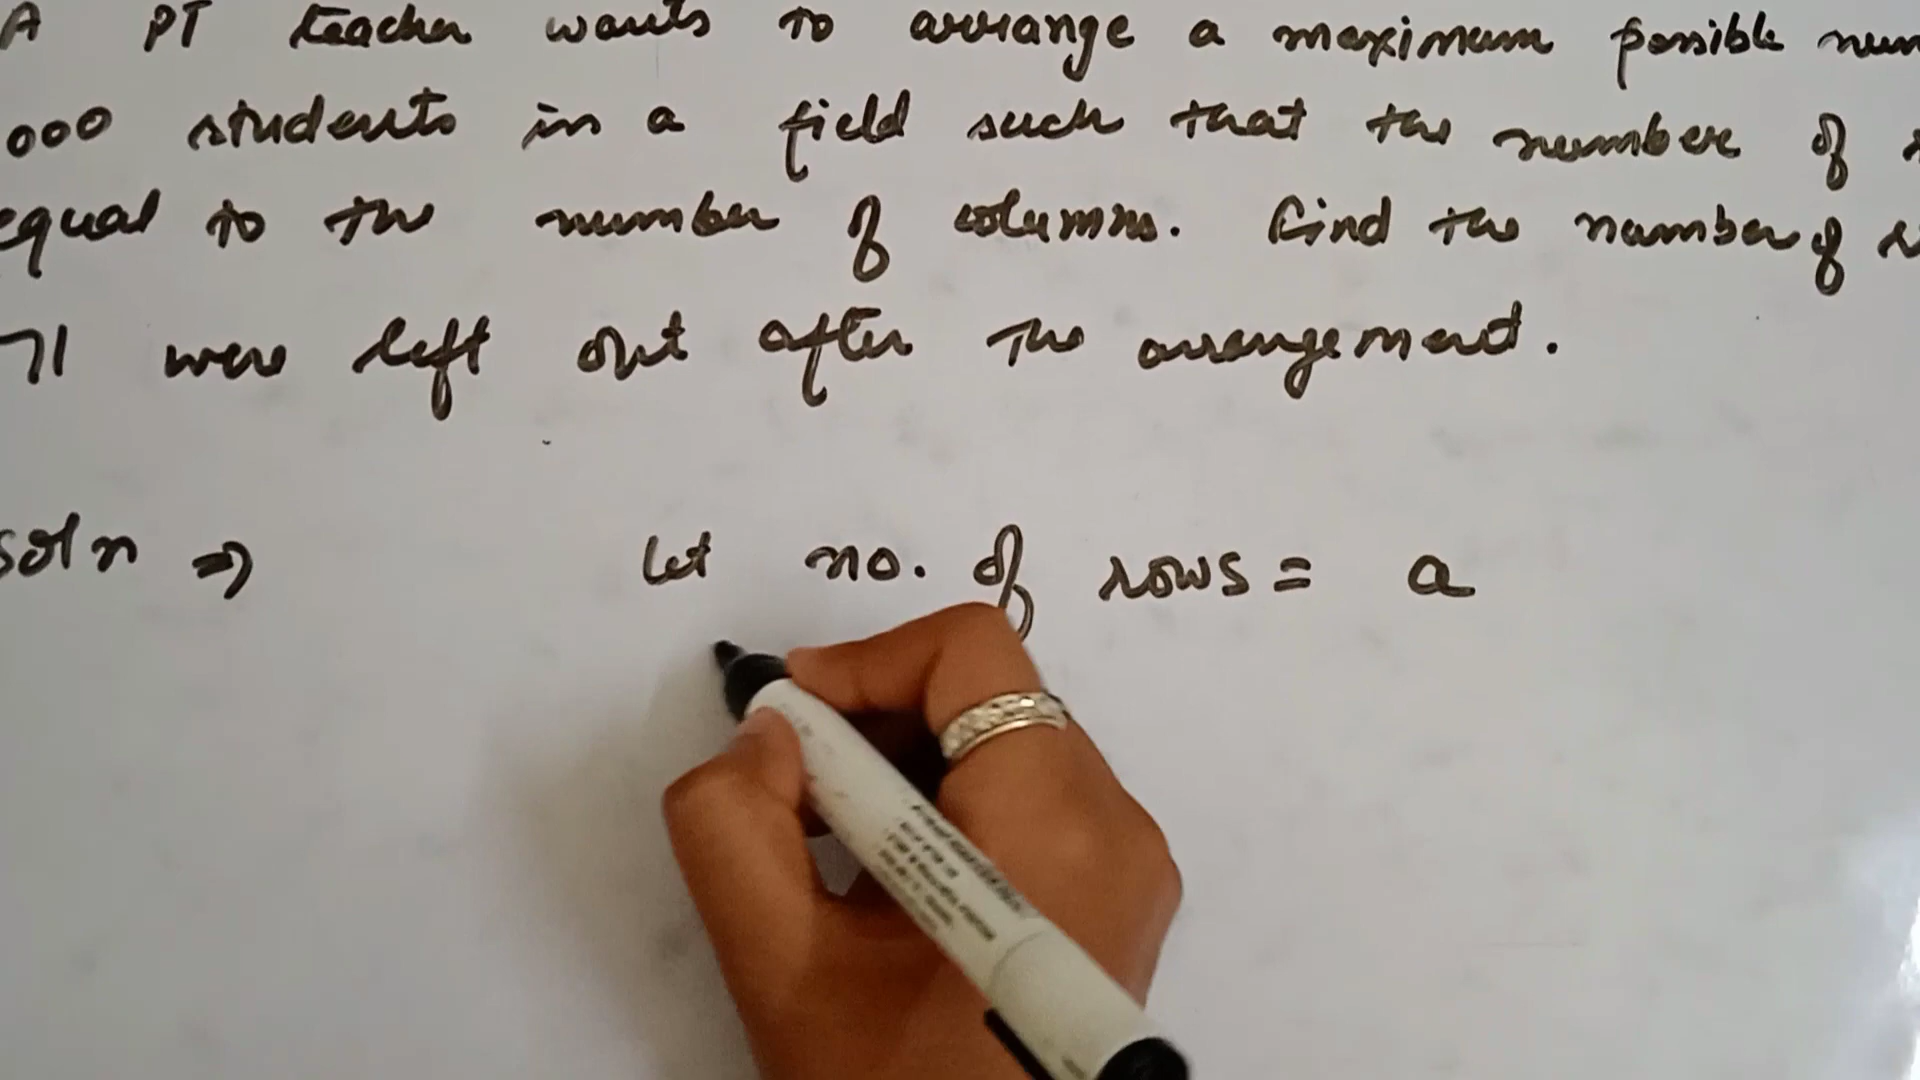 A PT teacher wants to arrange a maximum possible num
000 students in a field such that the number of r
equal to the number of columns. Find the number of r
71 were left out after the arrangement.
soln ⇒ Let no. of rows = a